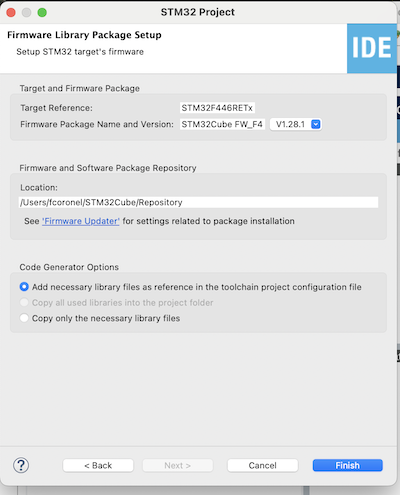 STM32 Project
Firmware Library Package Setup
Setup STM32 target's firmware
IDE
Target and Firmware Package
Target Reference: STM32F446RETx
Firmware Package Name and Version: STM32Cube FW_F4 V1.28.1
Firmware and Software Package Repository
Location:
/Users/fcoronel/STM32Cube/Repository
See 'Firmware Updater' for settings related to package installation
Code Generator Options
Add necessary library files as reference in the toolchain project configuration file
Copy all used libraries into the project folder
Copy only the necessary library files
? < Back Next > Cancel Finish